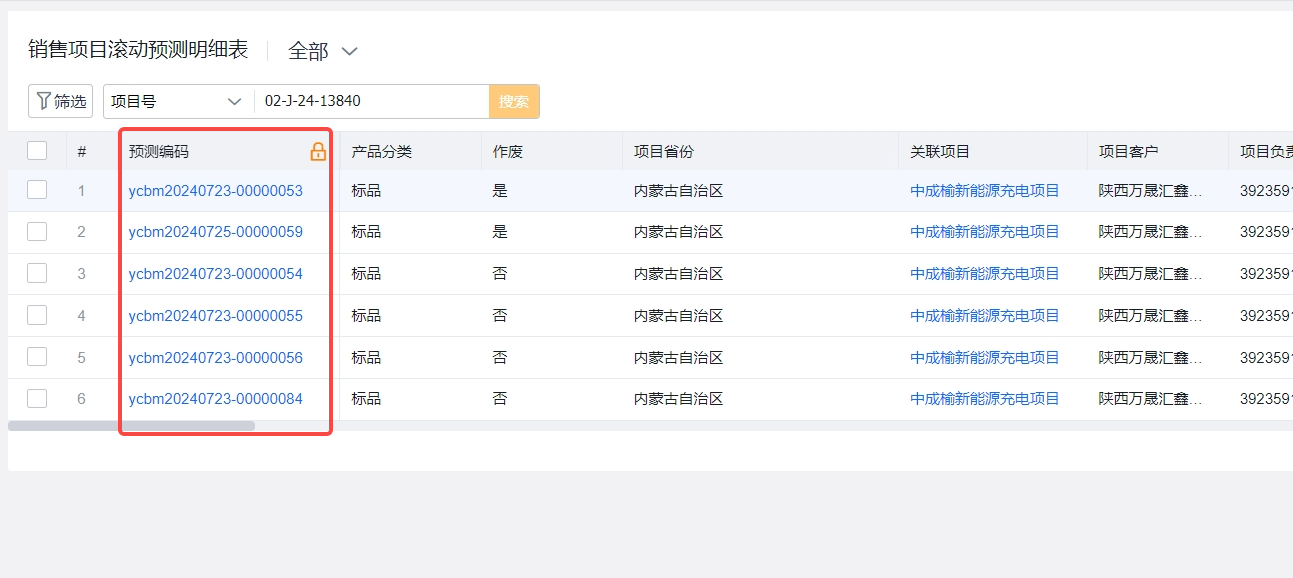 销售项目滚动预测明细表 全部
筛选 项目号 02-J-24-13840 搜索
# 预测编码 产品分类 作废 项目省份 关联项目 项目客户 项目负责
1 ycbm20240723-00000053 标品 是 内蒙古自治区 中成榆新能源充电项目 陕西万晟汇鑫... 392359
2 ycbm20240725-00000059 标品 是 内蒙古自治区 中成榆新能源充电项目 陕西万晟汇鑫... 392359
3 ycbm20240723-00000054 标品 否 内蒙古自治区 中成榆新能源充电项目 陕西万晟汇鑫... 392359
4 ycbm20240723-00000055 标品 否 内蒙古自治区 中成榆新能源充电项目 陕西万晟汇鑫... 392359
5 ycbm20240723-00000056 标品 否 内蒙古自治区 中成榆新能源充电项目 陕西万晟汇鑫... 392359
6 ycbm20240723-00000084 标品 否 内蒙古自治区 中成榆新能源充电项目 陕西万晟汇鑫... 392359